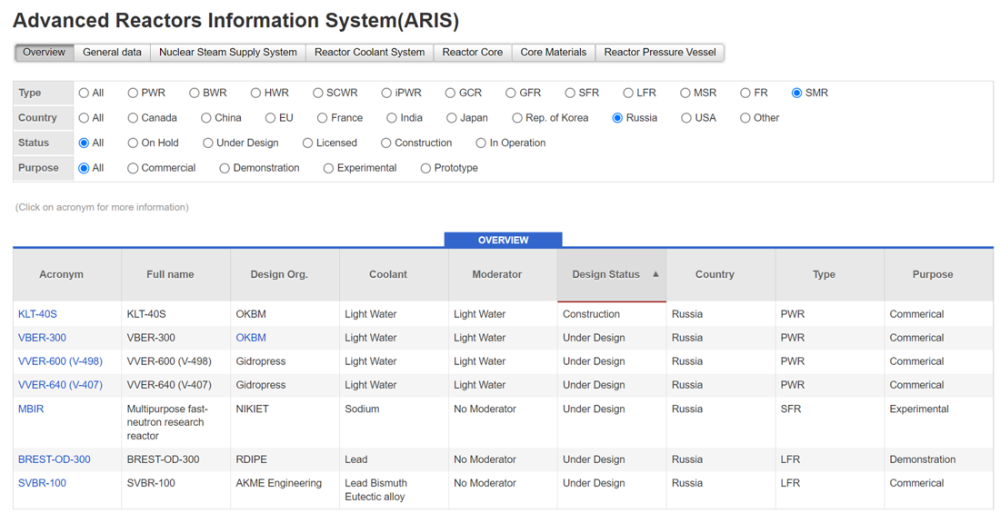 Advanced Reactors Information System(ARIS)
Overview General data Nuclear Steam Supply System Reactor Coolant System Reactor Core Core Materials Reactor Pressure Vessel
Type All PWR BWR HWR SCWR iPWR GCR GFR SFR LFR MSR FR SMR
Country All Canada China EU France India Japan Rep. of Korea Russia USA Other
Status All On Hold Under Design Licensed Construction In Operation
Purpose All Commercial Demonstration Experimental Prototype
(Click on acronym for more information)
OVERVIEW
Acronym Full name Design Org. Coolant Moderator Design Status ▲ Country Type Purpose
KLT-40S KLT-40S OKBM Light Water Light Water Construction Russia PWR Commerical
VBER-300 VBER-300 OKBM Light Water Light Water Under Design Russia PWR Commerical
VVER-600 (V-498) VVER-600 (V-498) Gidropress Light Water Light Water Under Design Russia PWR Commerical
VVER-640 (V-407) VVER-640 (V-407) Gidropress Light Water Light Water Under Design Russia PWR Commerical
MBIR Multipurpose fast- NIKIET Sodium No Moderator Under Design Russia SFR Experimental
neutron research
reactor
BREST-OD-300 BREST-OD-300 RDIPE Lead No Moderator Under Design Russia LFR Demonstration
SVBR-100 SVBR-100 AKME Engineering Lead Bismuth No Moderator Under Design Russia LFR Commerical
Eutectic alloy